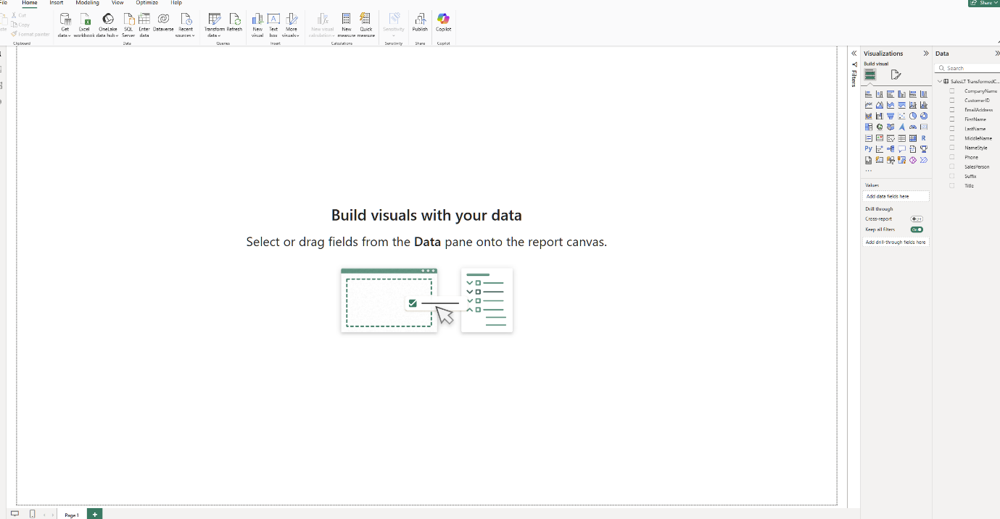 File Home Insert Modeling View Optimize Help Share
Cut
Copy
Format painter
Clipboard
Get data
Excel workbook
OneLake data hub
SQL Server
Enter data
Dataverse
Recent sources
Data
Transform data
Refresh
Queries
New visual
Text box
More visuals
Insert
New visual calculation
New measure
Quick measure
Calculations
Sensitivity
Sensitivity
Publish
Share
Copilot
Copilot
Build visuals with your data
Select or drag fields from the Data pane onto the report canvas.
Filters
Visualizations
Build visual
R
Py
123
...
Values
Add data fields here
Drill through
Cross-report Off
Keep all filters On
Add drill-through fields here
Data
Search
SalesLT TransformedC...
CompanyName
CustomerID
EmailAddress
FirstName
LastName
MiddleName
NameStyle
Phone
SalesPerson
Suffix
Title
Page 1
+